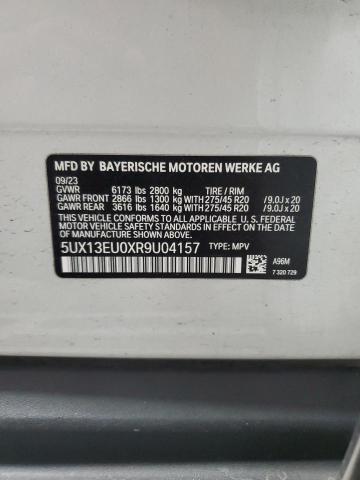 MFD BY BAYERISCHE MOTOREN WERKE AG
09/23
GVWR 6173 lbs 2800 kg TIRE / RIM
GAWR FRONT 2866 lbs 1300 kg WITH 275/45 R20 / 9.0J x 20
GAWR REAR 3616 lbs 1640 kg WITH 275/45 R20 / 9.0J x 20
THIS VEHICLE CONFORMS TO ALL APPLICABLE FEDERAL MOTOR VEHICLE
SAFETY STANDARDS IN EFFECT ON THE DATE OF MANUFACTURE SHOWN ABOVE.
5UX13EU0XR9U04157 TYPE: MPV
A96M
7 320 729